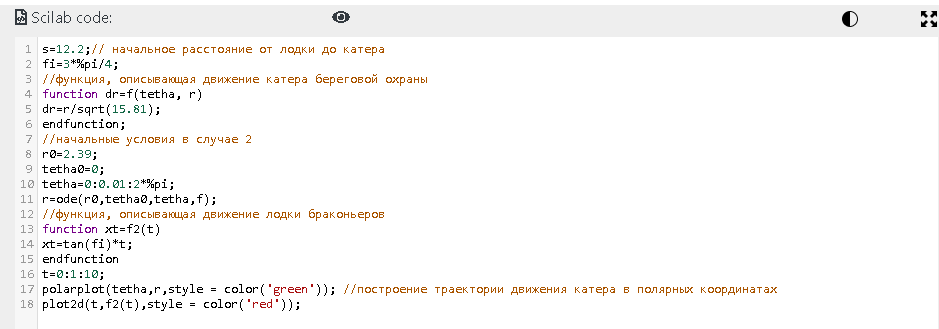 Scilab code:
1 s=12.2;// начальное расстояние от лодки до катера
2 fi=3*%pi/4;
3 //функция, описывающая движение катера береговой охраны
4 function dr=f(tetha, r)
5 dr=r/sqrt(15.81);
6 endfunction;
7 //начальные условия в случае 2
8 r0=2.39;
9 tetha0=0;
10 tetha=0:0.01:2*%pi;
11 r=ode(r0,tetha0,tetha,f);
12 //функция, описывающая движение лодки браконьеров
13 function xt=f2(t)
14 xt=tan(fi)*t;
15 endfunction
16 t=0:1:10;
17 polarplot(tetha,r,style = color('green')); //построение траектории движения катера в полярных координатах
18 plot2d(t,f2(t),style = color('red'));